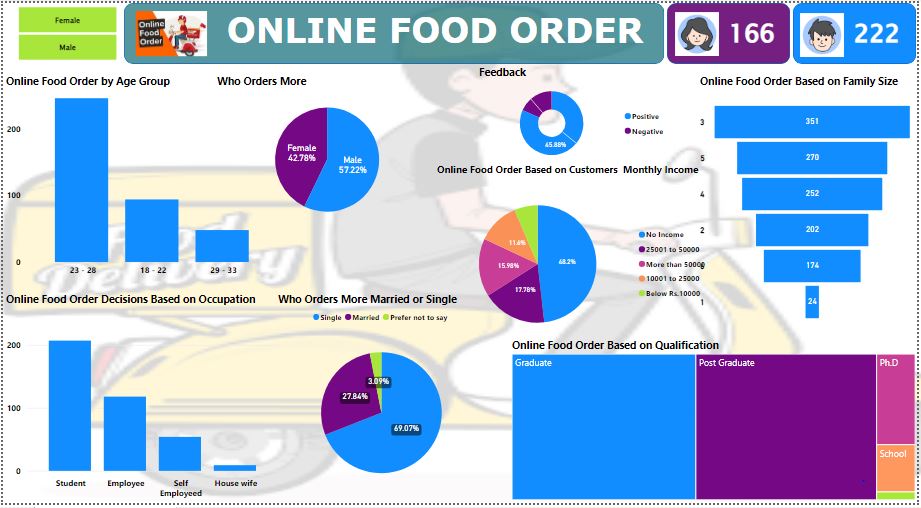 Female
Male
Online
Food
Order
ONLINE FOOD ORDER
166
222
Online Food Order by Age Group
200
100
0
23 - 28
18 - 22
29 - 33
Who Orders More
Female
42.78%
Male
57.22%
Feedback
45.88%
Positive
Negative
Online Food Order Based on Customers Monthly Income
68.2%
17.78%
15.98%
11.6%
No Income
25001 to 50000
More than 50000
10001 to 25000
Below Rs.10000
Online Food Order Based on Family Size
3
351
5
270
4
252
2
202
6
174
1
24
Online Food Order Decisions Based on Occupation
200
100
0
Student
Employee
Self
Employeed
House wife
Who Orders More Married or Single
Single
Married
Prefer not to say
3.09%
27.84%
69.07%
Online Food Order Based on Qualification
Graduate
Post Graduate
Ph.D
School
Food
Delivery